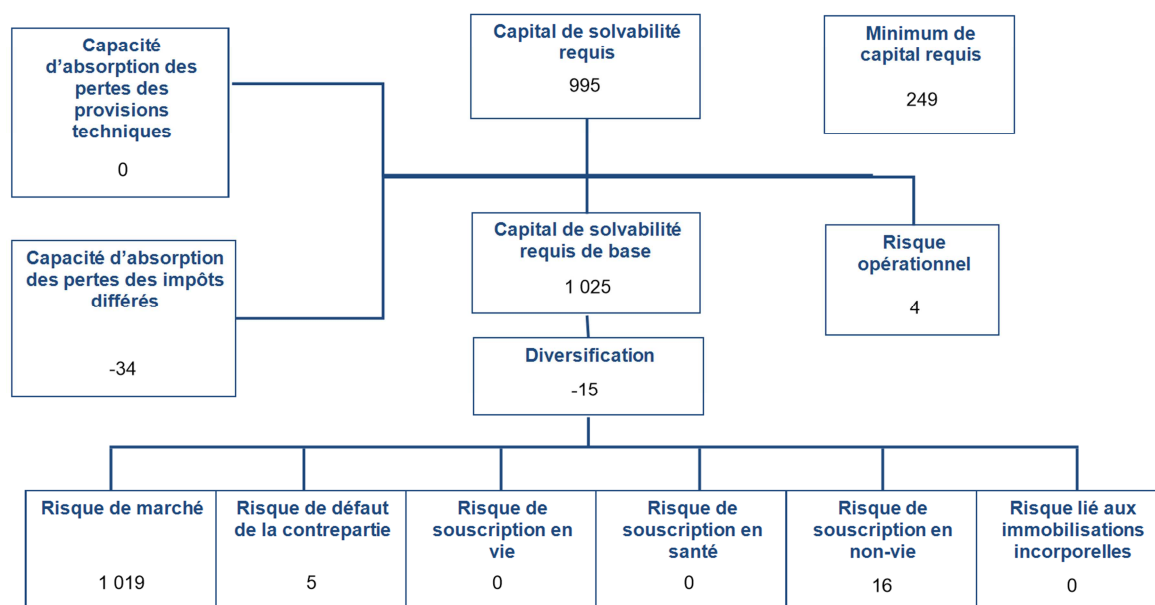 Capacité
d'absorption des
pertes des
provisions
techniques
0
Capital de solvabilité
requis
995
Minimum de
capital requis
249
Capacité d'absorption
des pertes des impôts
différés
-34
Capital de solvabilité
requis de base
1 025
Risque
opérationnel
4
Diversification
-15
Risque de marché
1 019
Risque de défaut
de la contrepartie
5
Risque de
souscription en
vie
0
Risque de
souscription en
santé
0
Risque de
souscription en
non-vie
16
Risque lié aux
immobilisations
incorporelles
0